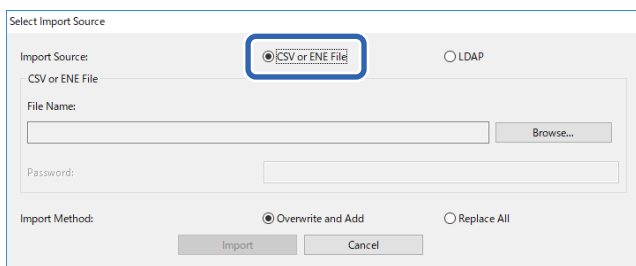 Select Import Source
Import Source: CSV or ENE File LDAP
CSV or ENE File
File Name:
Browse...
Password:
Import Method: Overwrite and Add Replace All
Import Cancel